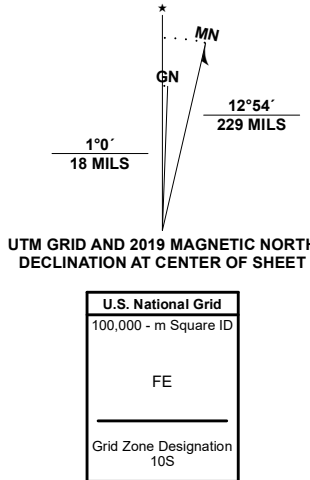 MN
GN
12°54´
229 MILS
1°0´
18 MILS
UTM GRID AND 2019 MAGNETIC NORTH
DECLINATION AT CENTER OF SHEET
U.S. National Grid
100,000 - m Square ID
FE
Grid Zone Designation
10S